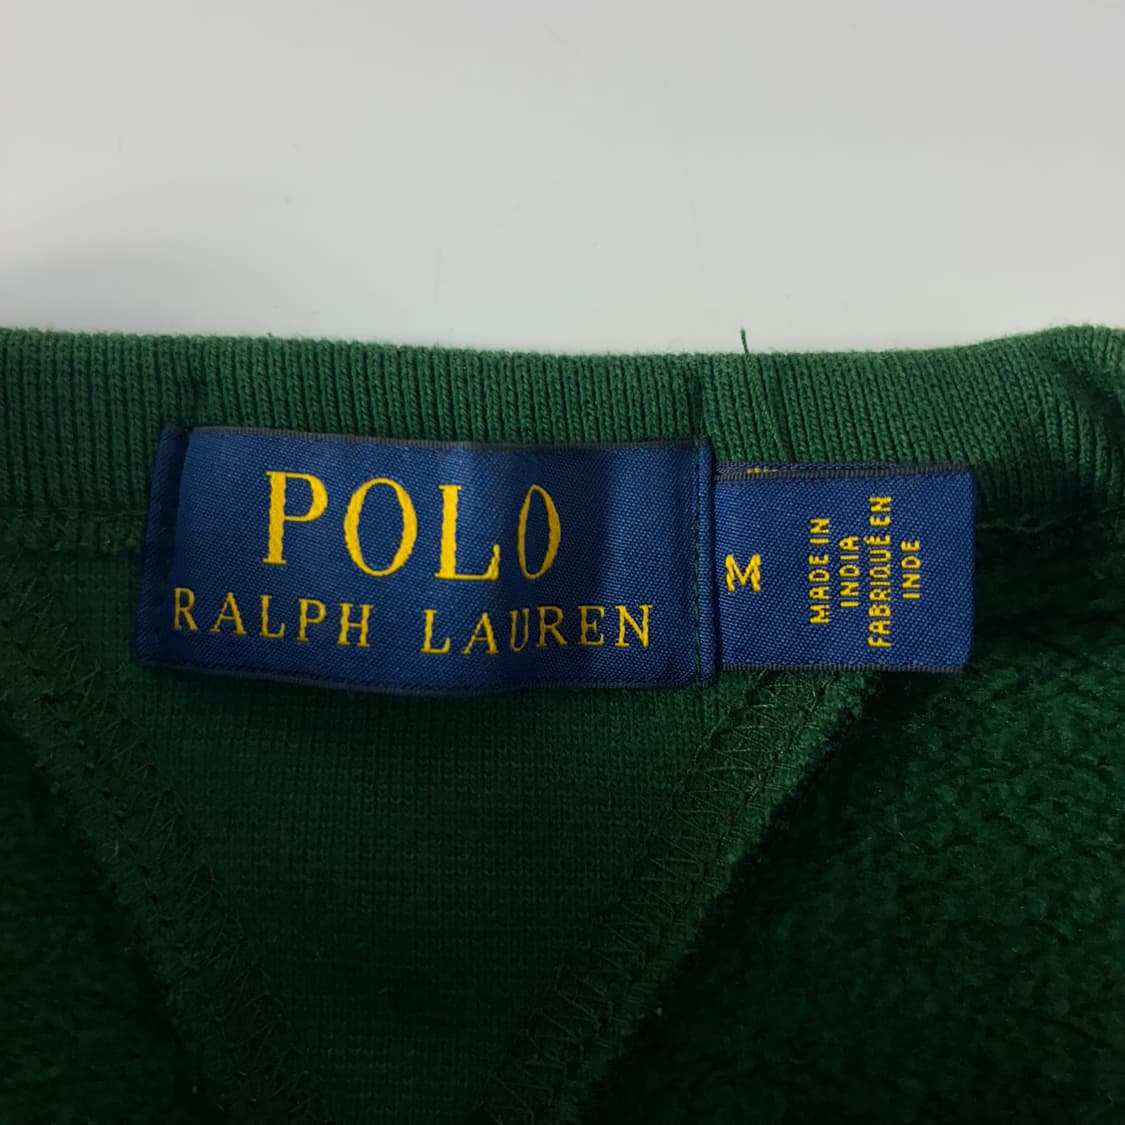 POLO
RALPH LAUREN
M
MADE IN
INDIA
FABRIQUÉ EN
INDE